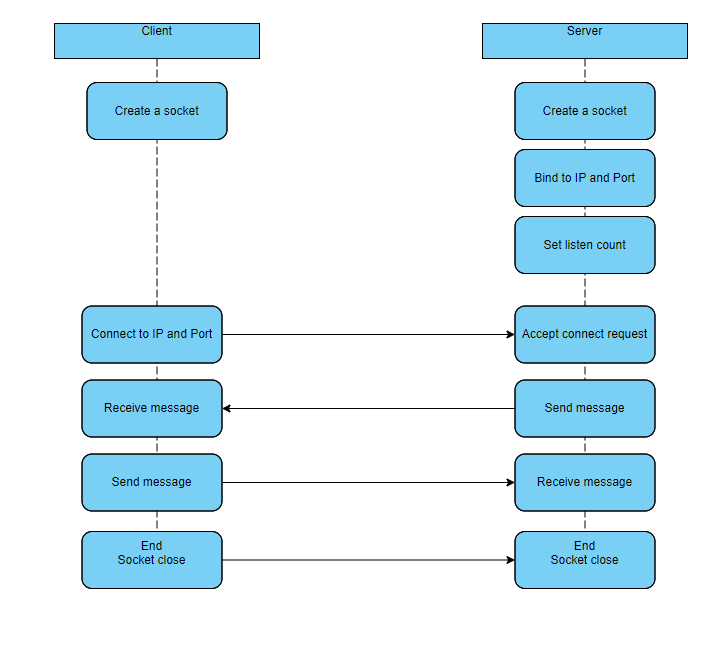 Client
Server
Create a socket
Create a socket
Bind to IP and Port
Set listen count
Connect to IP and Port
Accept connect request
Receive message
Send message
Send message
Receive message
End
Socket close
End
Socket close